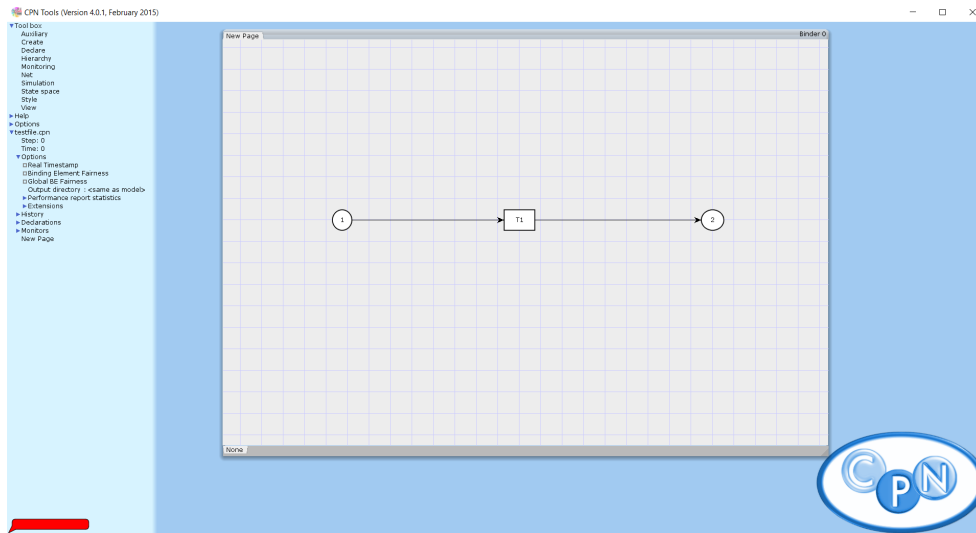 CPN Tools (Version 4.0.1, February 2015)
Tool box
Auxiliary
Create
Declare
Hierarchy
Monitoring
Net
Simulation
State space
Style
View
Help
Options
testfile.cpn
Step: 0
Time: 0
Options
Real Timestamp
Binding Element Fairness
Global BE Fairness
Output directory : <same as model>
Performance report statistics
Extensions
History
Declarations
Monitors
New Page
New Page
Binder 0
1
T1
2
None
CPN